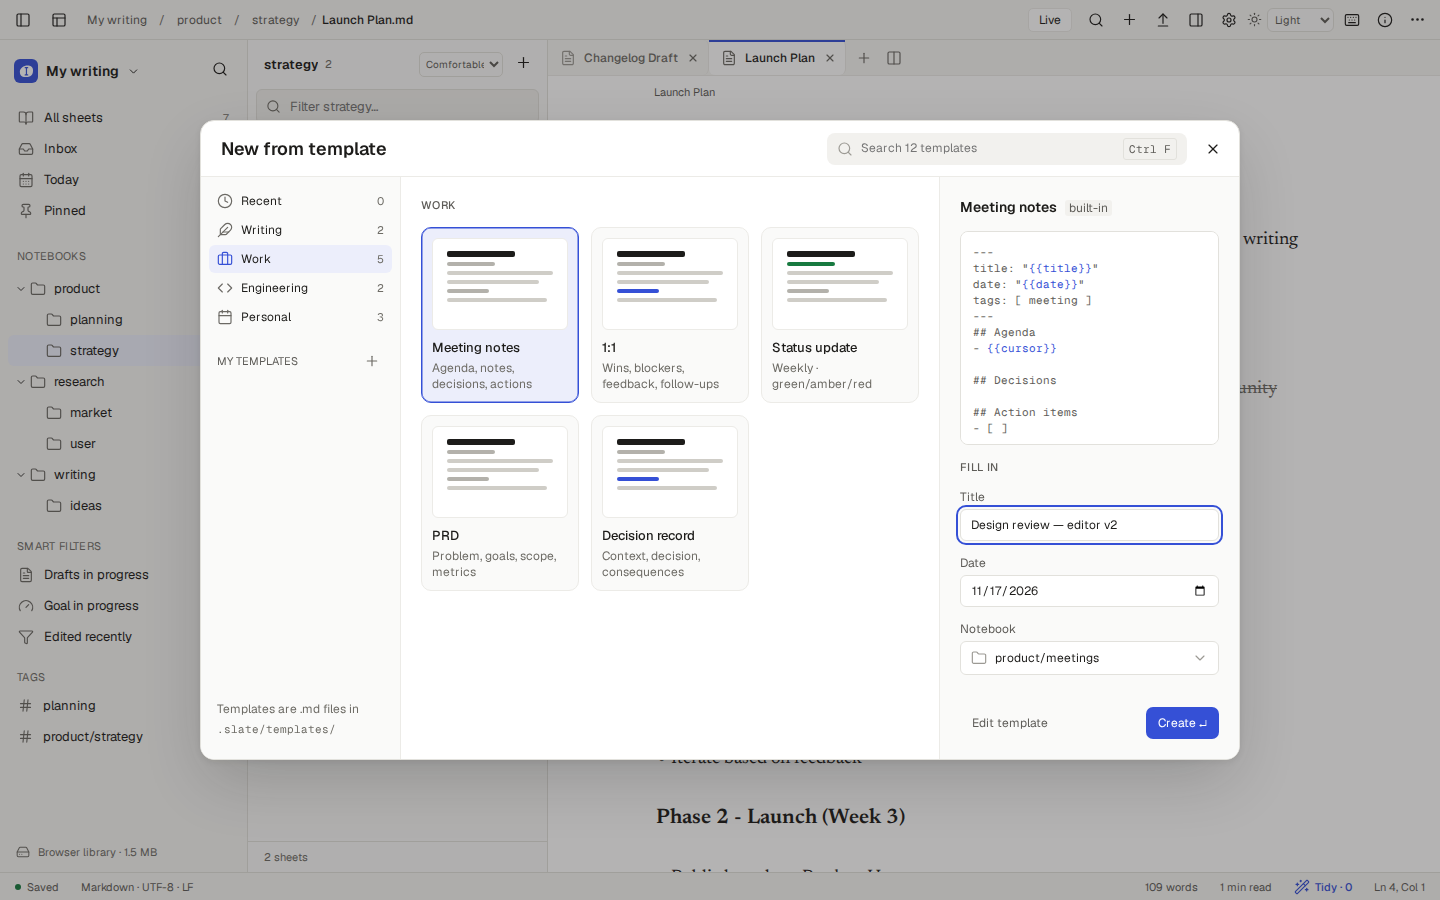 My writing / product / strategy / Launch Plan.md
Live
Light
My writing
All sheets 7
Inbox
Today
Pinned
NOTEBOOKS
product
planning
strategy
research
market
user
writing
ideas
SMART FILTERS
Drafts in progress
Goal in progress
Edited recently
TAGS
# planning
# product/strategy
Browser library · 1.5 MB
strategy 2
Comfortable
Filter strategy...
2 sheets
Changelog Draft
Launch Plan
Launch Plan
writing
unity
New from template
Search 12 templates
Ctrl F
Recent 0
Writing 2
Work 5
Engineering 2
Personal 3
MY TEMPLATES
Templates are .md files in
.slate/templates/
WORK
Meeting notes
Agenda, notes,
decisions, actions
1:1
Wins, blockers,
feedback, follow-ups
Status update
Weekly ·
green/amber/red
PRD
Problem, goals, scope,
metrics
Decision record
Context, decision,
consequences
Meeting notes built-in
---
title: "{{title}}"
date: "{{date}}"
tags: [ meeting ]
---
## Agenda
- {{cursor}}
## Decisions
## Action items
- [ ]
FILL IN
Title
Design review — editor v2
Date
11/17/2026
Notebook
product/meetings
Edit template
Create ↵
Iterate based on feedback
Phase 2 - Launch (Week 3)
Saved
Markdown · UTF-8 · LF
109 words
1 min read
Tidy · 0
Ln 4, Col 1